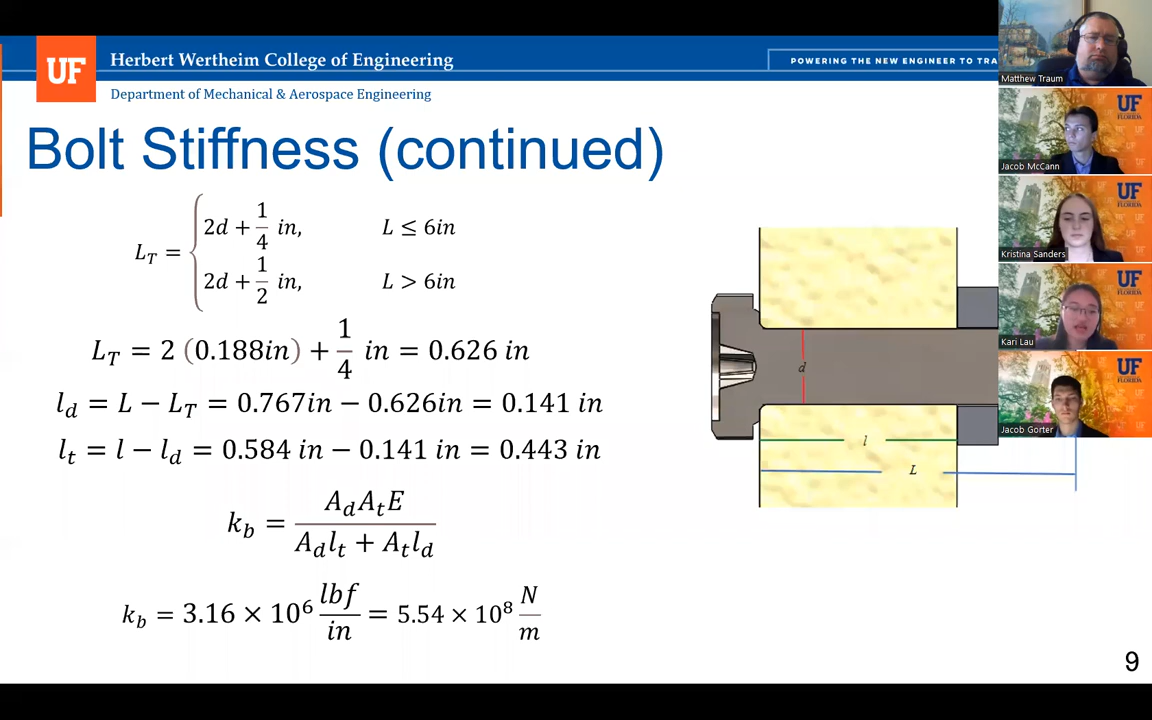 UF
Herbert Wertheim College of Engineering
POWERING THE NEW ENGINEER TO
Department of Mechanical & Aerospace Engineering
Bolt Stiffness (continued)
L_T = { 2d + 1/4 in, L ≤ 6in
2d + 1/2 in, L > 6in
L_T = 2 (0.188in) + 1/4 in = 0.626 in
l_d = L − L_T = 0.767in − 0.626in = 0.141 in
l_t = l − l_d = 0.584 in − 0.141 in = 0.443 in
k_b = A_d A_t E / A_d l_t + A_t l_d
k_b = 3.16 × 10^6 lbf/in = 5.54 × 10^8 N/m
d
l
L
9
Matthew Traum
UF
Jacob McCann
UF
Kristina Sanders
UF
Kari Lau
UF
Jacob Gorter